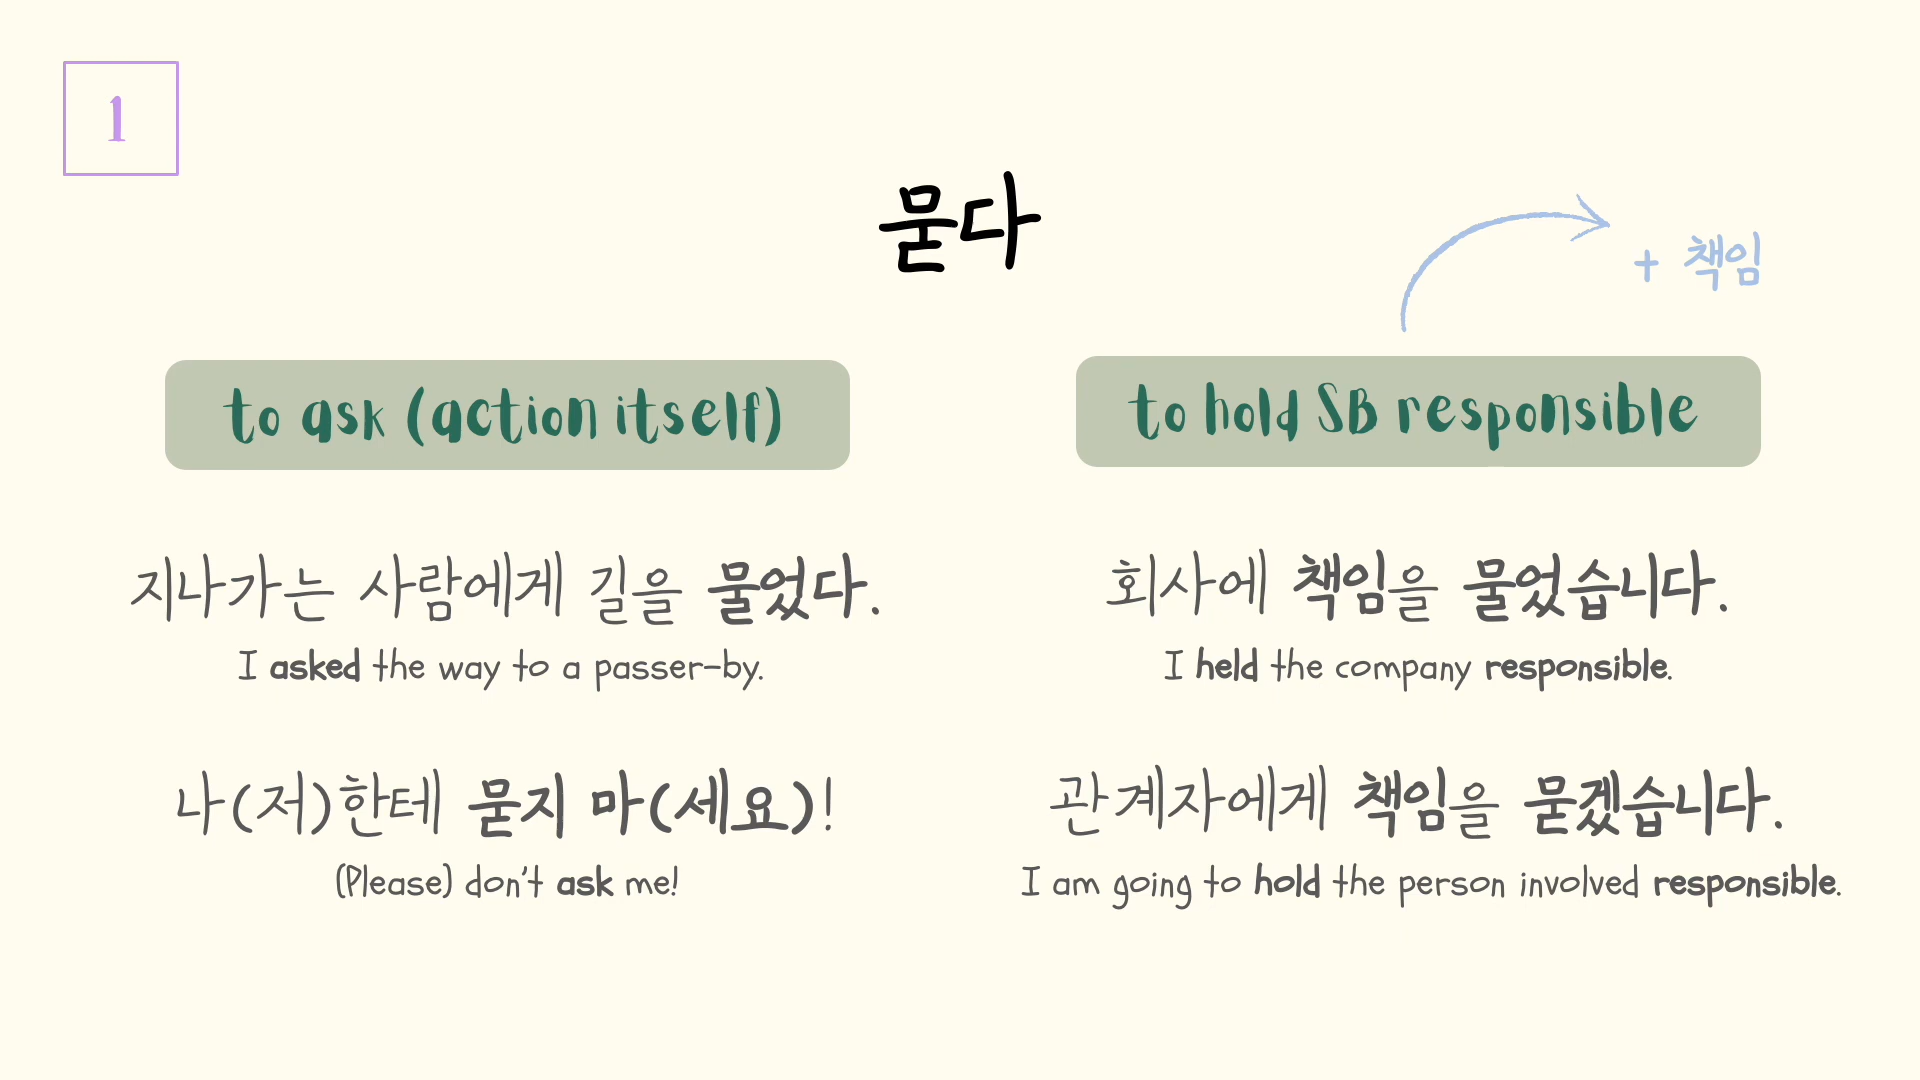 1
묻다
+ 책임
to ask (action itself)
지나가는 사람에게 길을 물었다.
I asked the way to a passer-by.
나(저)한테 묻지 마(세요)!
(Please) don't ask me!
to hold SB responsible
회사에 책임을 물었습니다.
I held the company responsible.
관계자에게 책임을 묻겠습니다.
I am going to hold the person involved responsible.